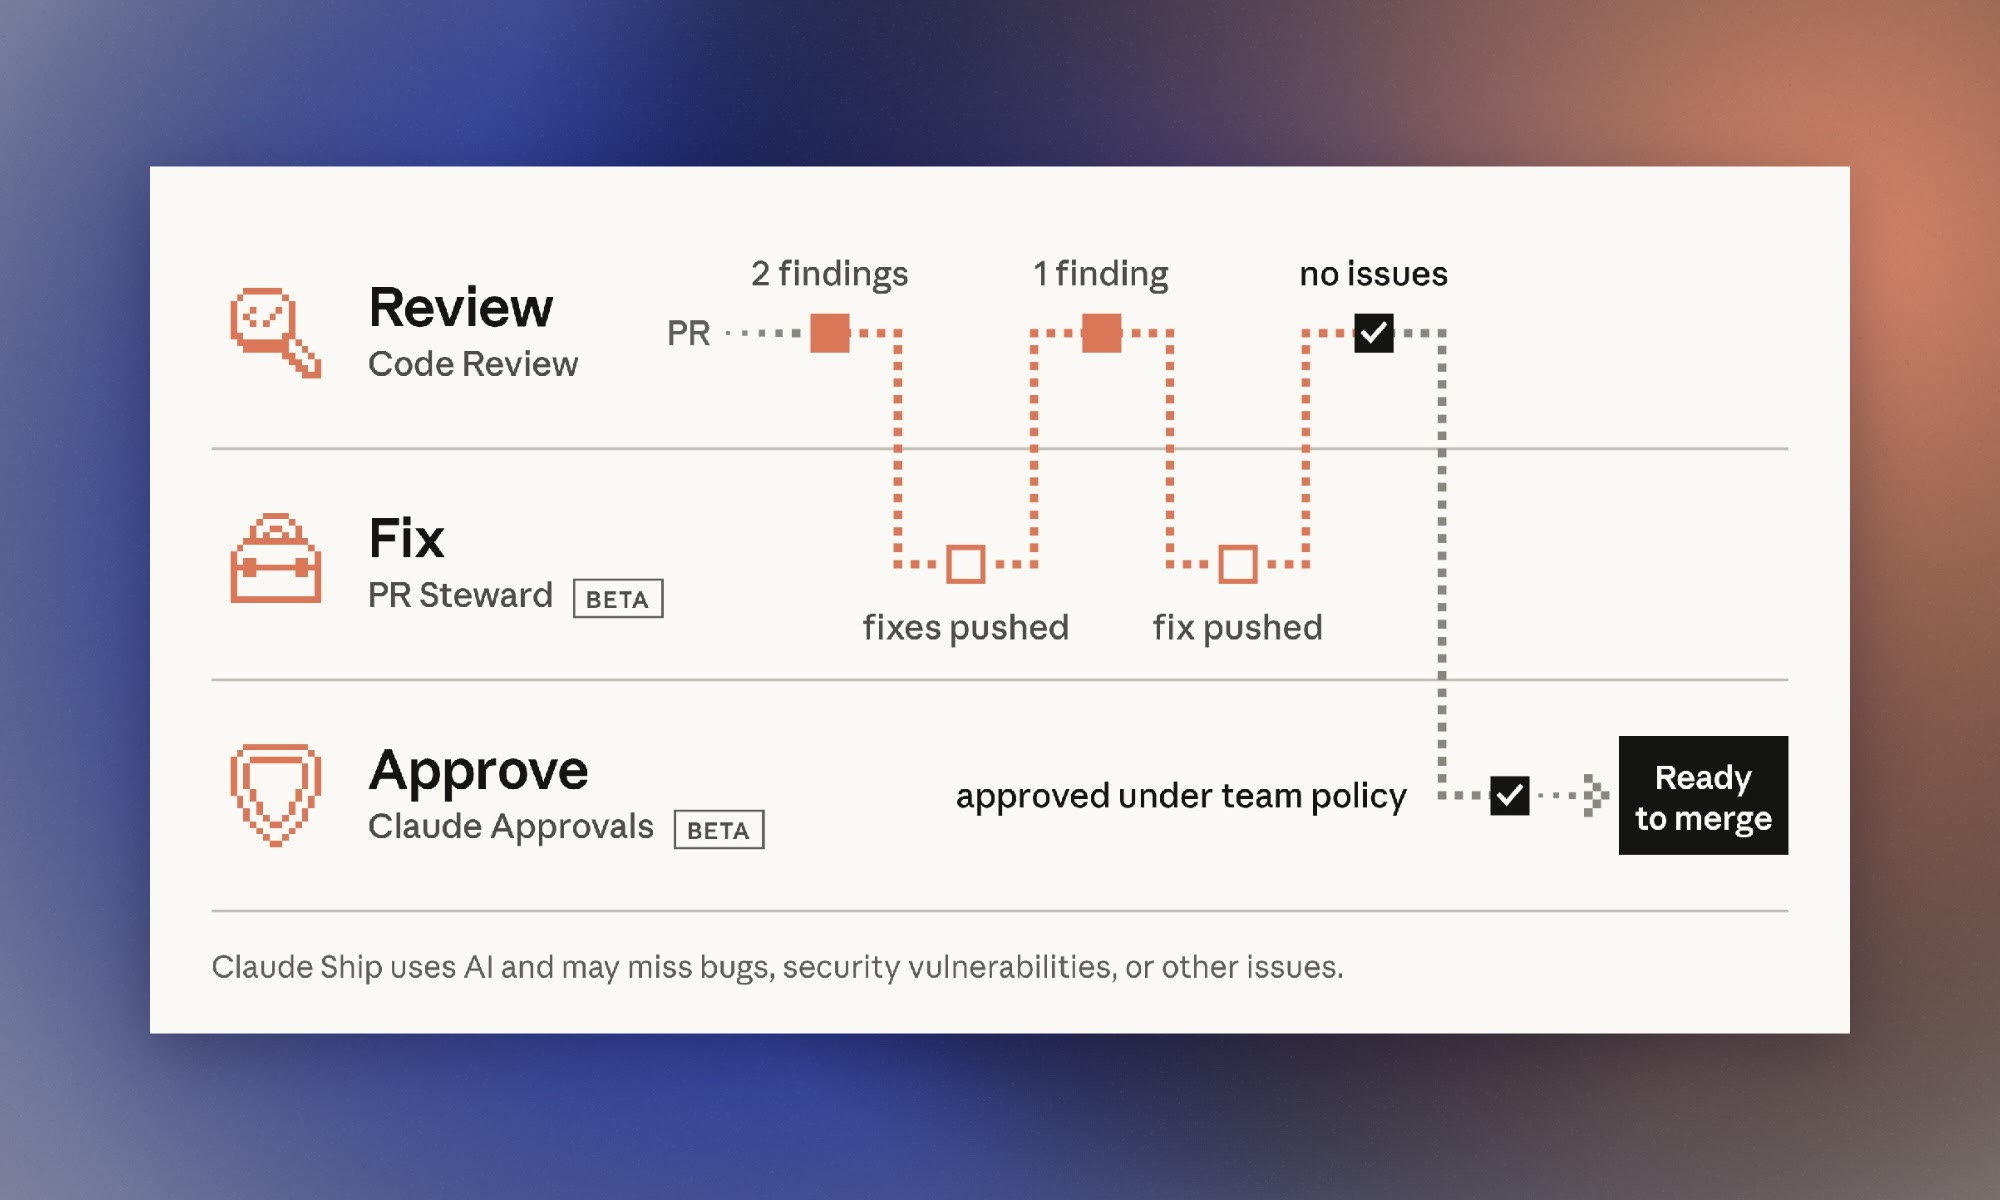 2 findings
1 finding
no issues
Review
PR
Code Review
Fix
PR Steward
BETA
fixes pushed
fix pushed
Approve
Claude Approvals
BETA
approved under team policy
Ready
to merge
Claude Ship uses AI and may miss bugs, security vulnerabilities, or other issues.